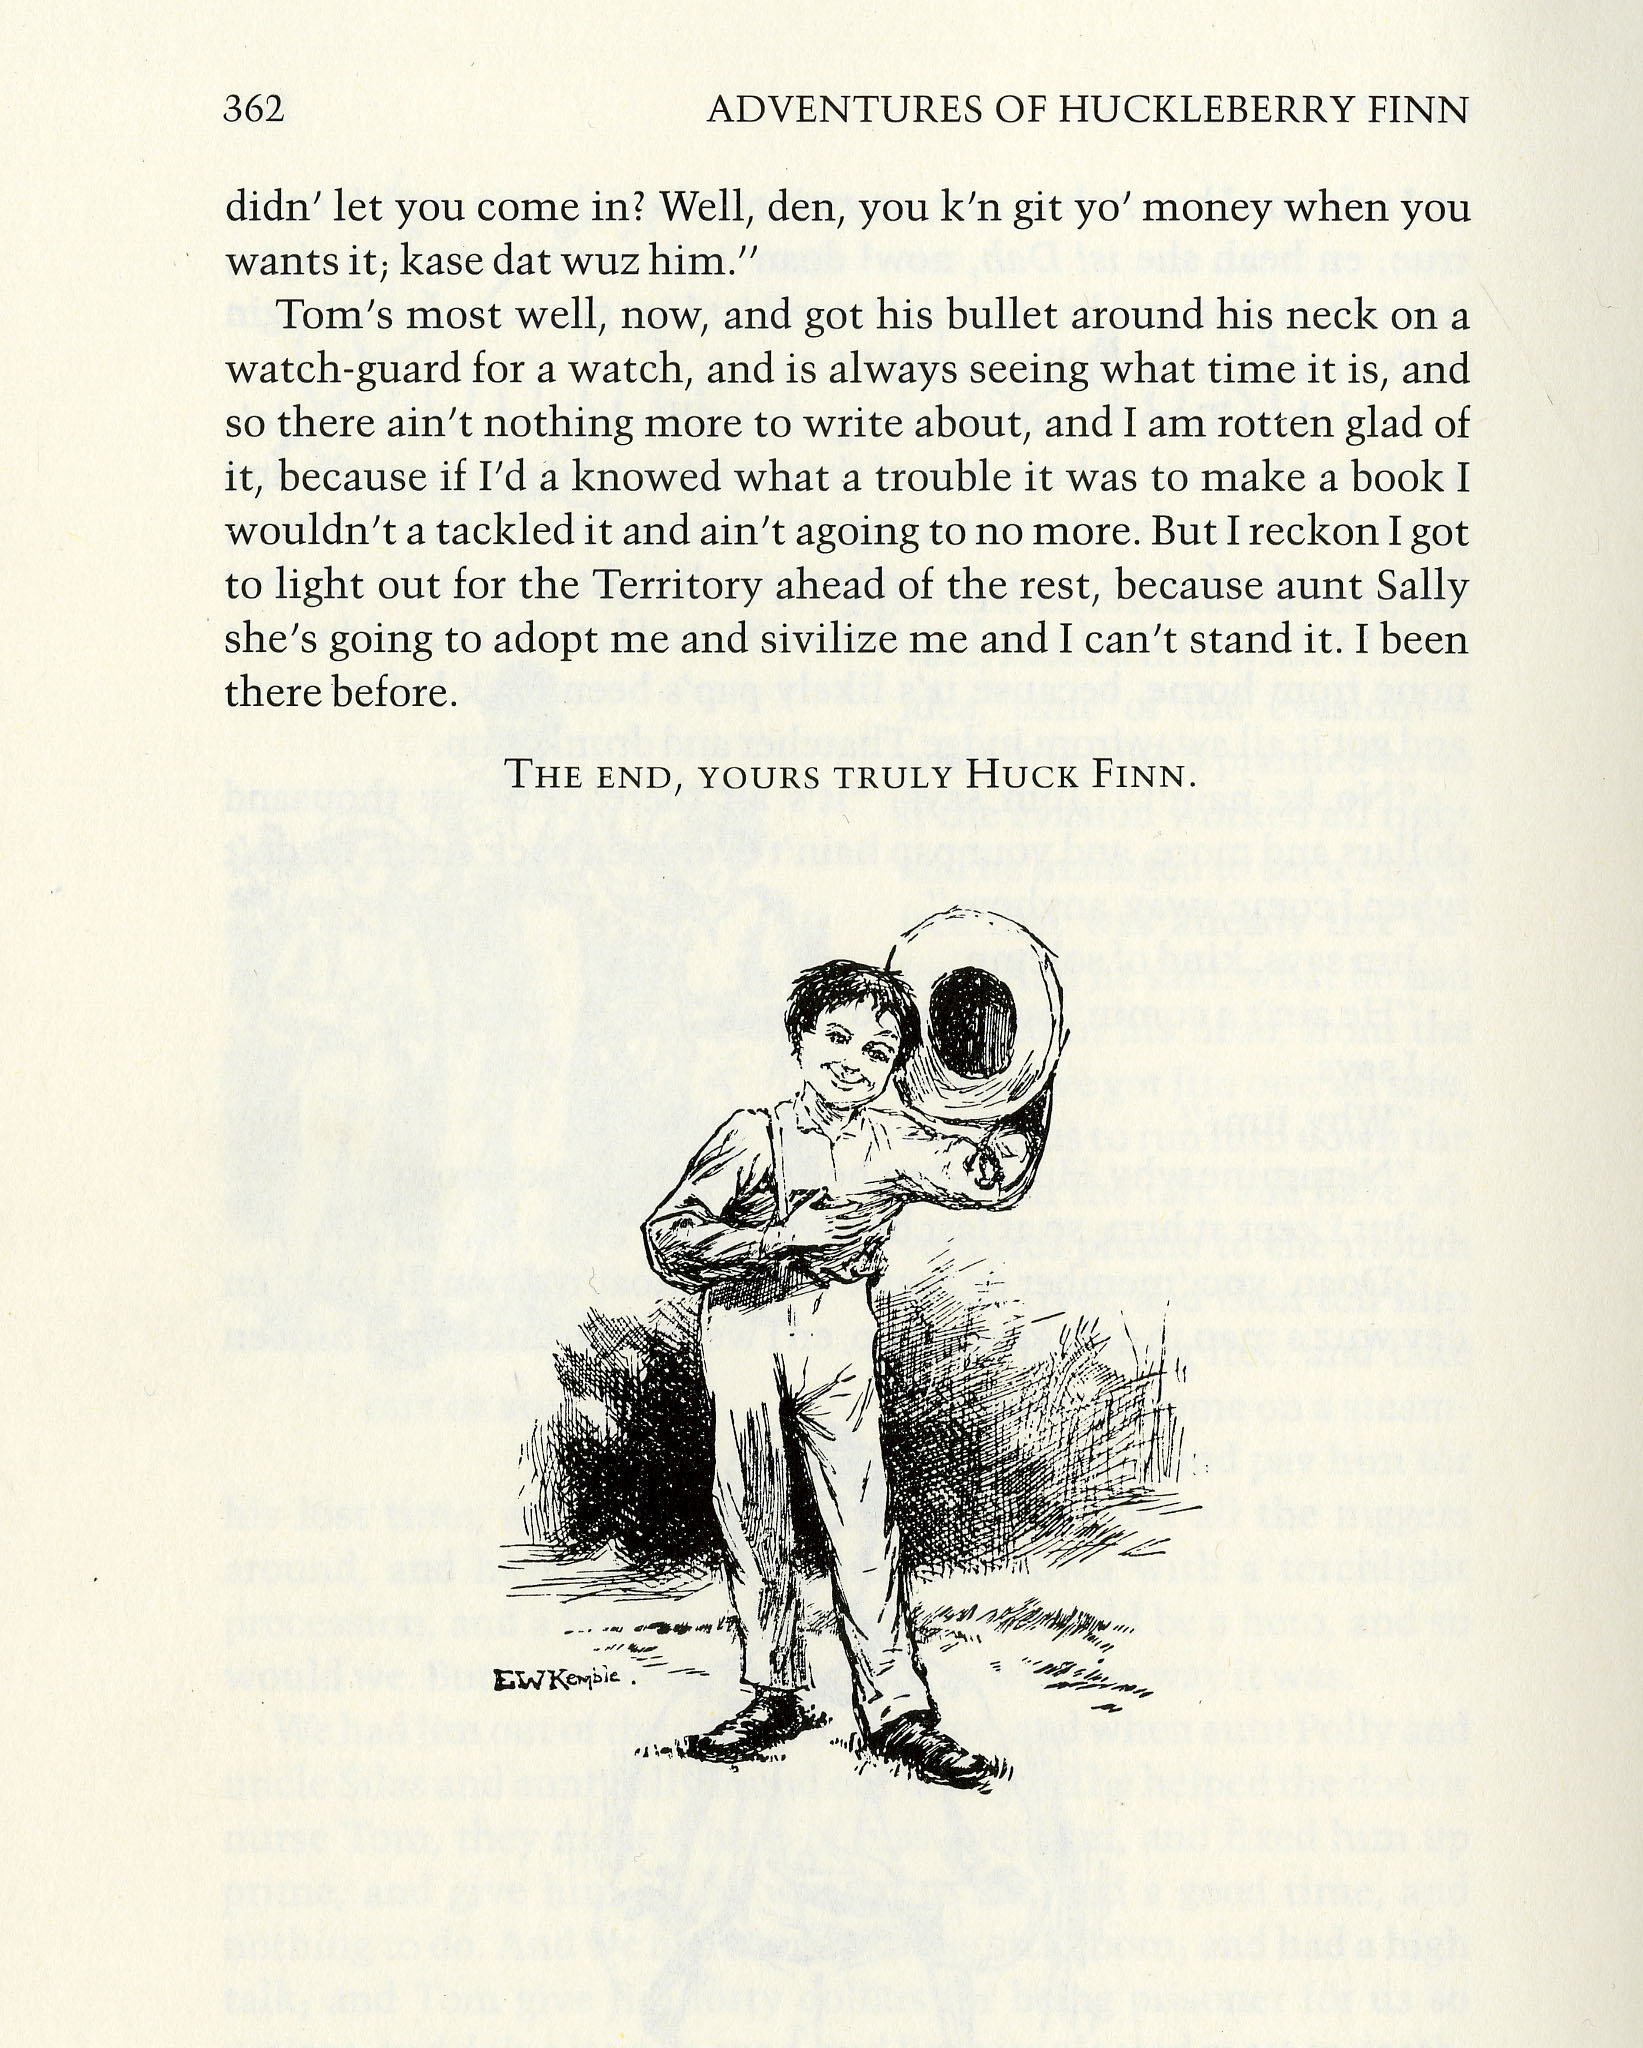 362 ADVENTURES OF HUCKLEBERRY FINN
didn' let you come in? Well, den, you k'n git yo' money when you
wants it; kase dat wuz him."
Tom's most well, now, and got his bullet around his neck on a
watch-guard for a watch, and is always seeing what time it is, and
so there ain't nothing more to write about, and I am rotten glad of
it, because if I'd a knowed what a trouble it was to make a book I
wouldn't a tackled it and ain't agoing to no more. But I reckon I got
to light out for the Territory ahead of the rest, because aunt Sally
she's going to adopt me and sivilize me and I can't stand it. I been
there before.
THE END, YOURS TRULY HUCK FINN.
EWKemble.